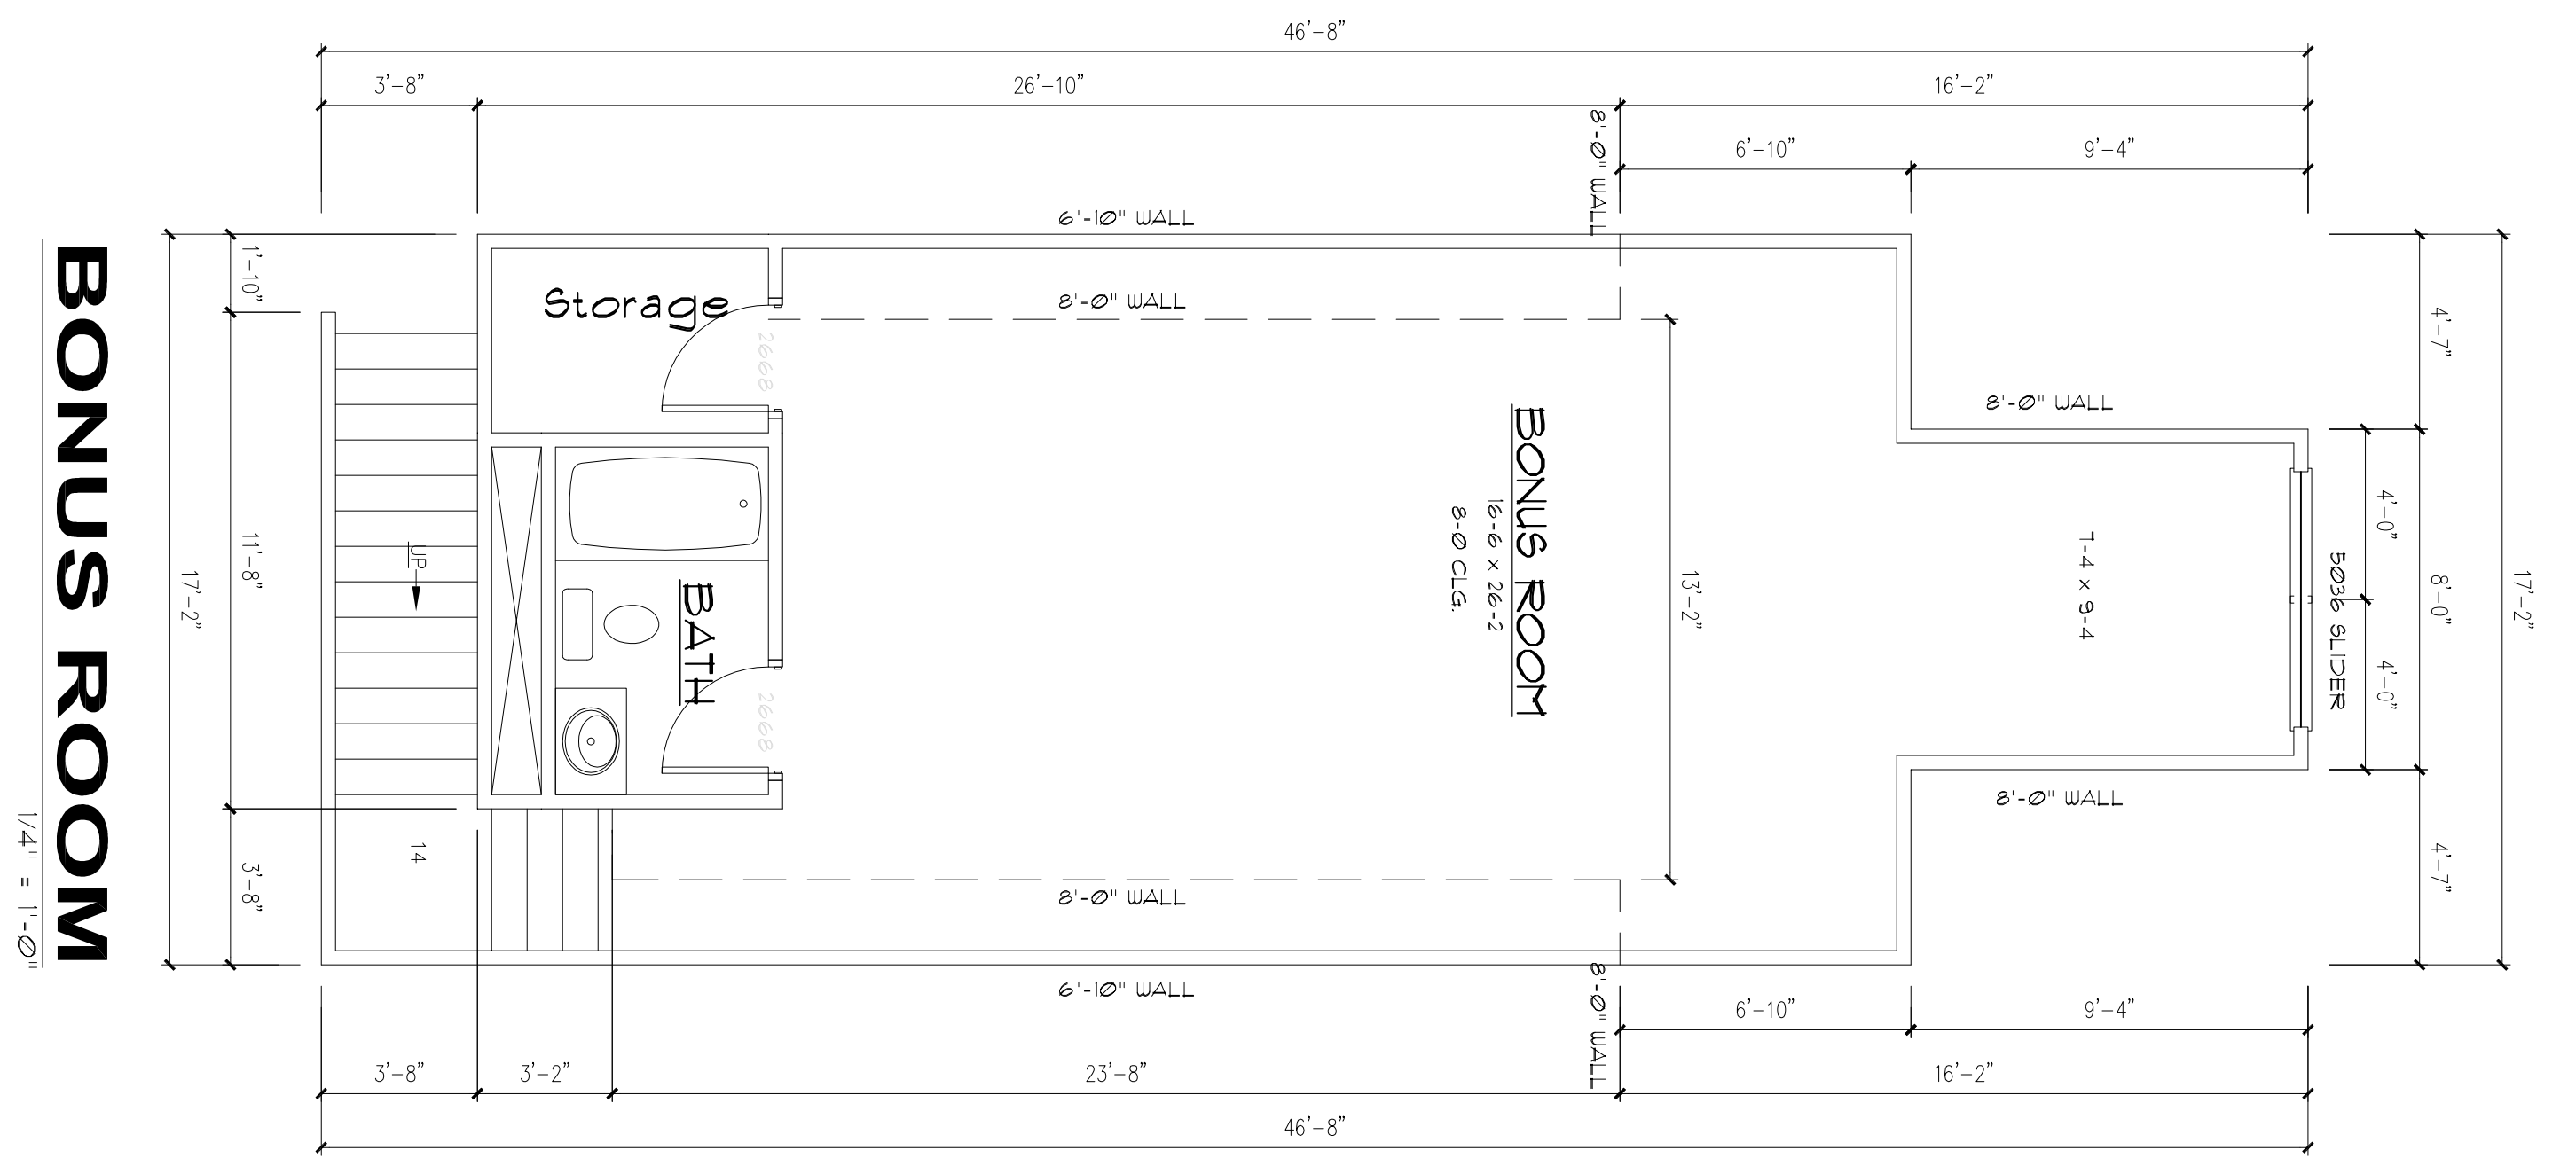 46'-8"
3'-8"
26'-10"
16'-2"
6'-10"
9'-4"
8'-0" WALL
6'-10" WALL
8'-0" WALL
8'-0" WALL
1'-10"
11'-8"
3'-8"
17'-2"
Storage
2668
BATH
2668
UP
14
BONUS ROOM
16-6 x 26-2
8-0 CLG.
13'-2"
7-4 x 9-4
5036 SLIDER
4'-0"
4'-0"
4'-7"
8'-0"
4'-7"
17'-2"
8'-0" WALL
8'-0" WALL
6'-10" WALL
8'-0" WALL
6'-10"
9'-4"
3'-8"
3'-2"
23'-8"
16'-2"
46'-8"
BONUS ROOM
1/4" = 1'-0"